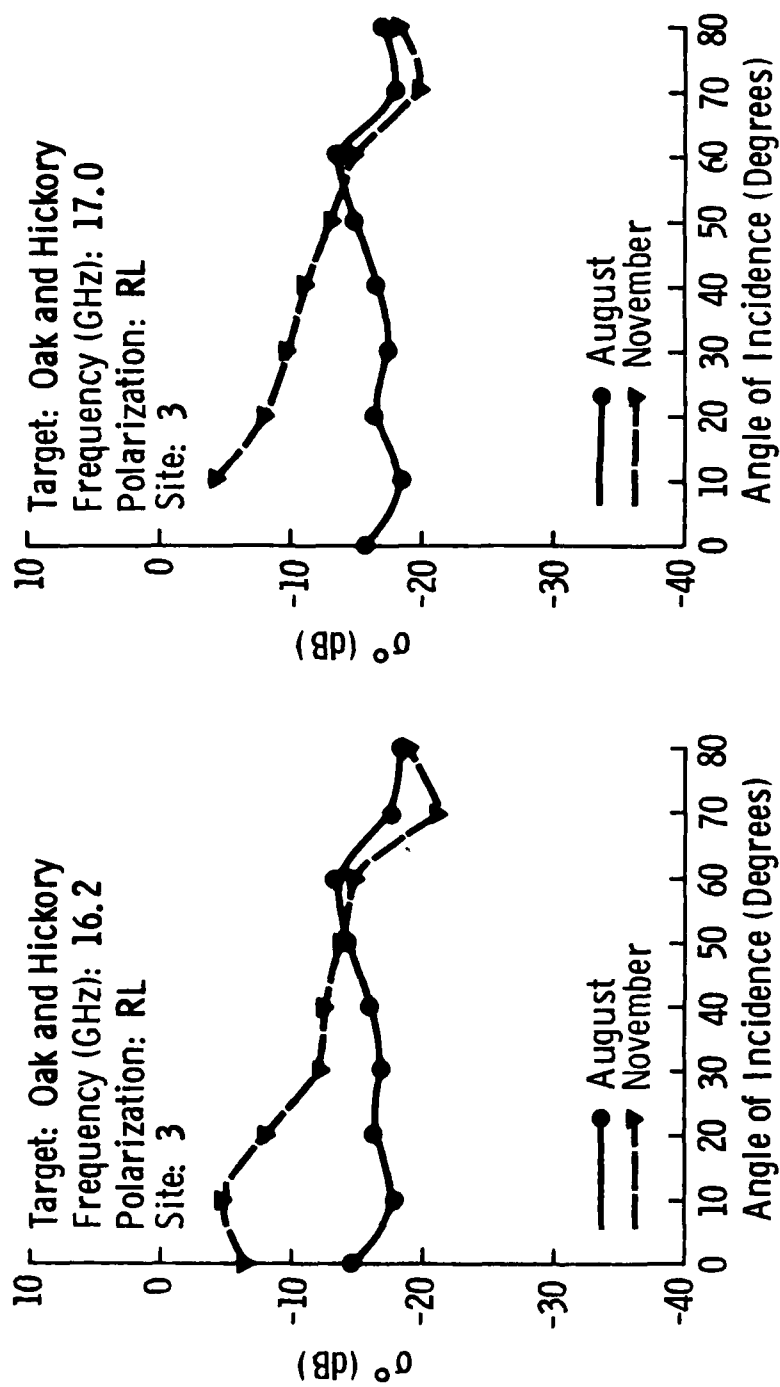 Target: Oak and Hickory
Frequency (GHz): 16.2
Polarization: RL
Site: 3
10
0
-10
-20
-30
-40
σ° (dB)
August
November
0 10 20 30 40 50 60 70 80
Angle of Incidence (Degrees)
Target: Oak and Hickory
Frequency (GHz): 17.0
Polarization: RL
Site: 3
10
0
-10
-20
-30
-40
σ° (dB)
August
November
0 10 20 30 40 50 60 70 80
Angle of Incidence (Degrees)